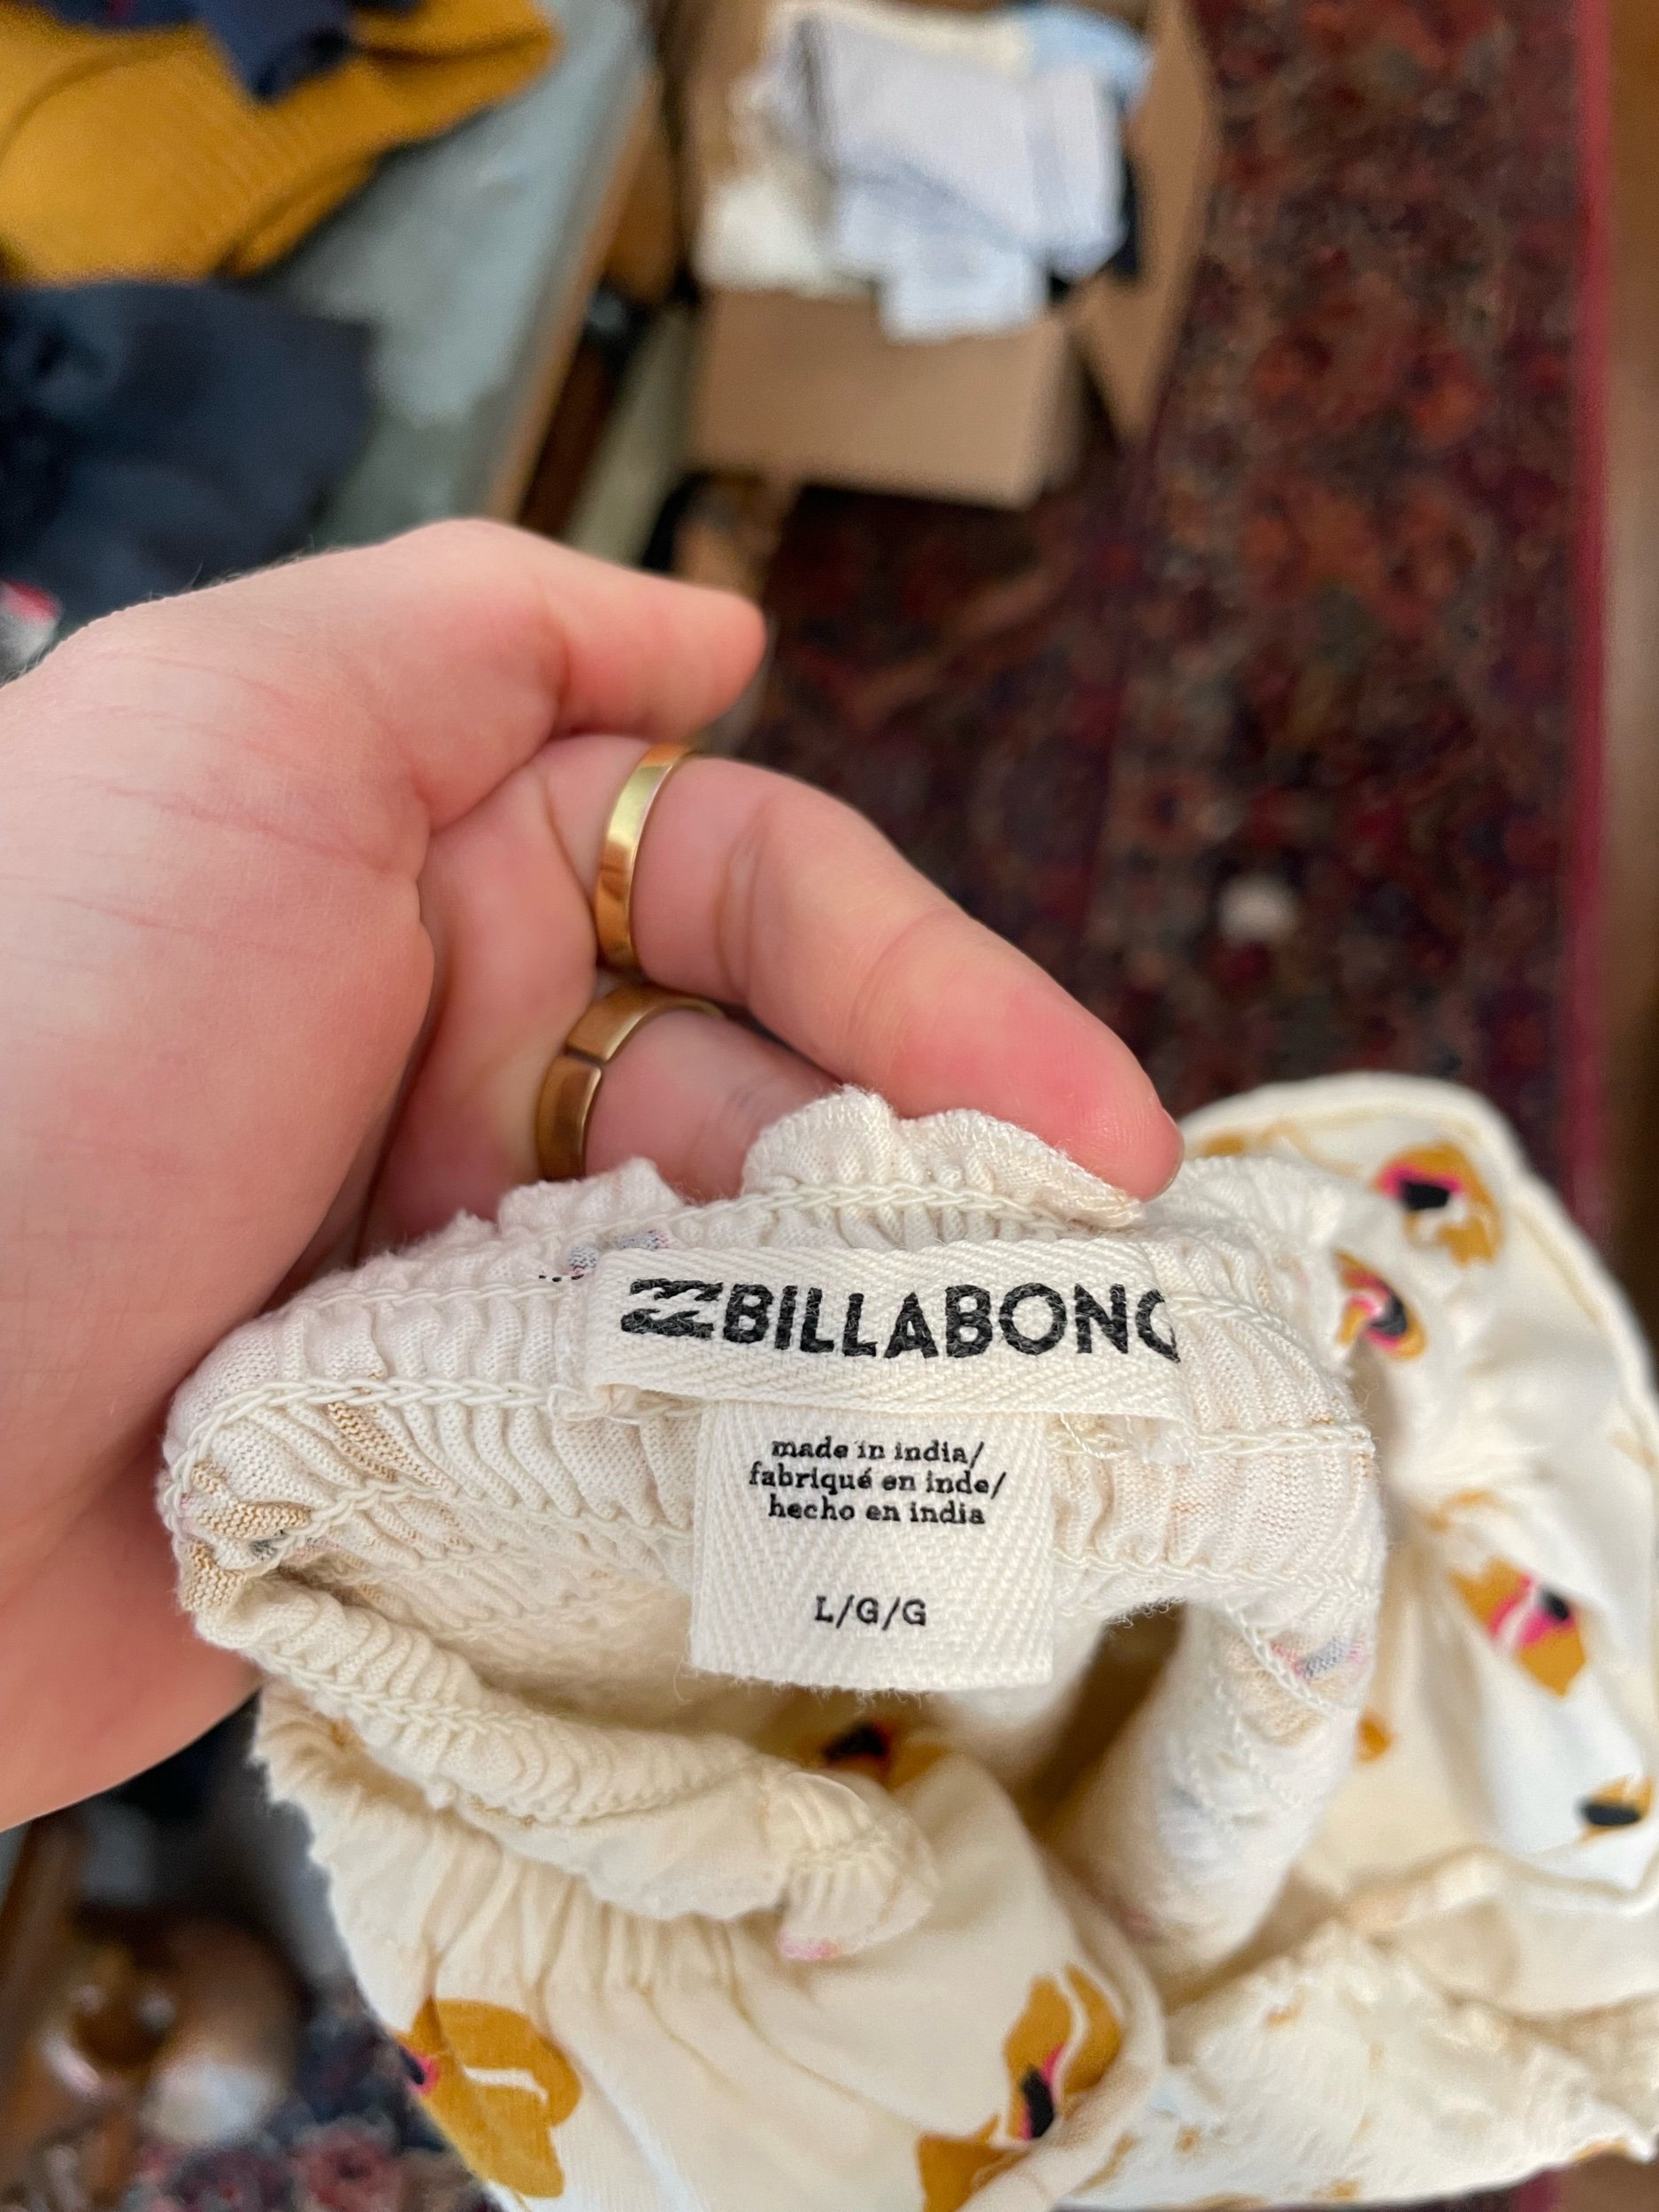 BILLABONG
made in india/
fabriqué en inde/
hecho en india
L/G/G